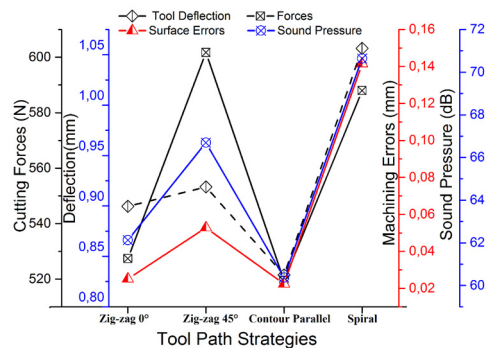 Tool Deflection
Forces
Surface Errors
Sound Pressure
Cutting Forces (N)
600
580
560
540
520
Deflection(mm)
1,05
1,00
0,95
0,90
0,85
0,80
Machining Errors (mm)
0,16
0,14
0,12
0,10
0,08
0,06
0,04
0,02
Sound Pressure (dB)
72
70
68
66
64
62
60
Zig-zag 0°
Zig-zag 45°
Contour Parallel
Spiral
Tool Path Strategies